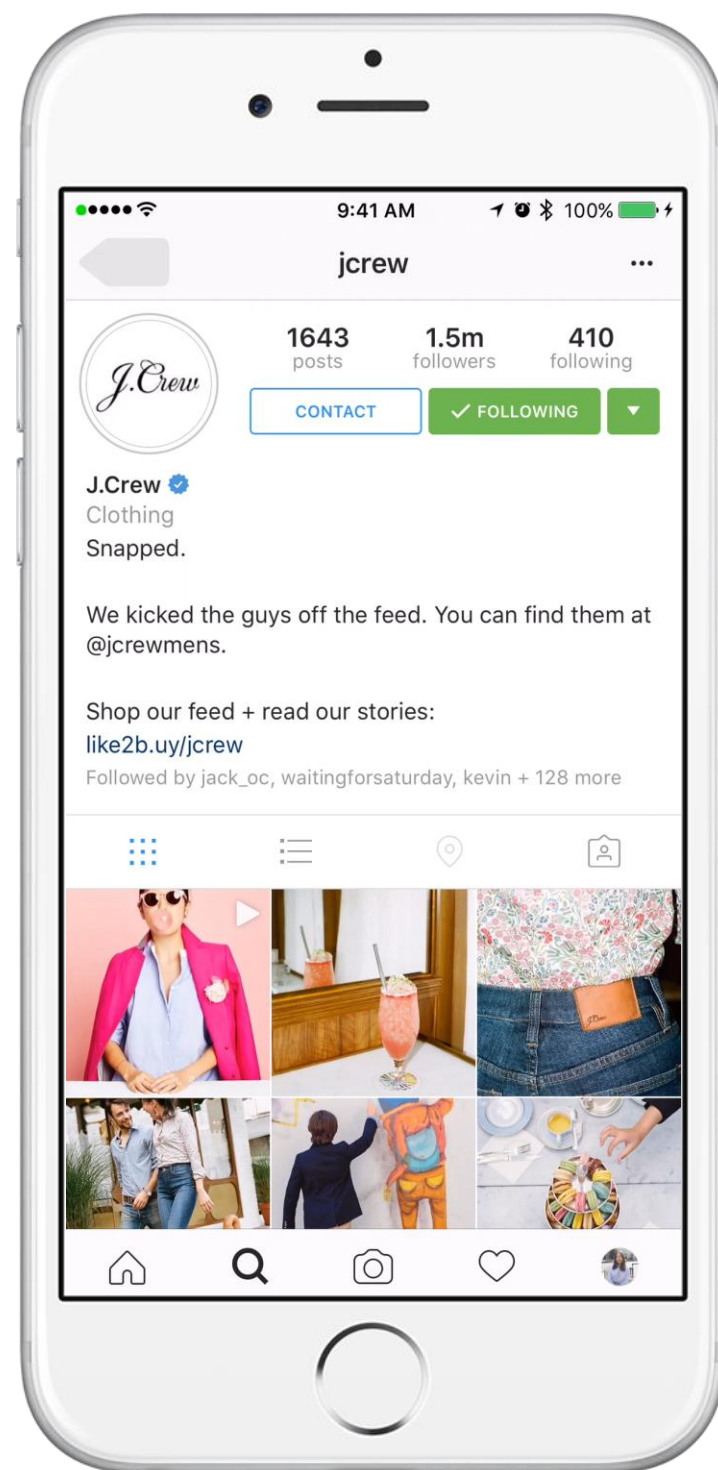 9:41 AM 100%
jcrew
1643 1.5m 410
posts followers following
J.Crew
CONTACT FOLLOWING
J.Crew
Clothing
Snapped.
We kicked the guys off the feed. You can find them at
@jcrewmens.
Shop our feed + read our stories:
like2b.uy/jcrew
Followed by jack_oc, waitingforsaturday, kevin + 128 more
J.Crew